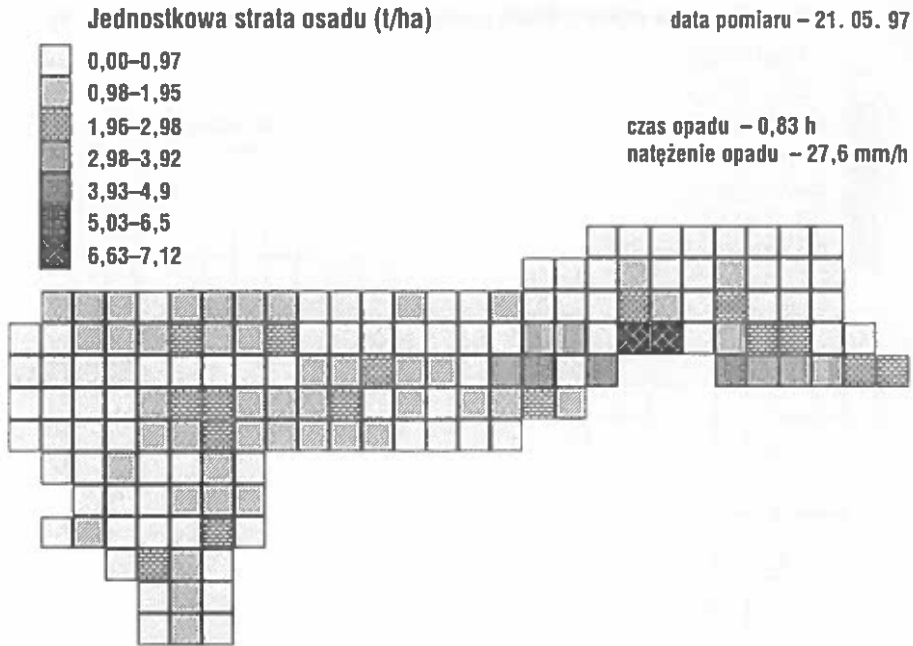 Jednostkowa strata osadu (t/ha)
data pomiaru – 21. 05. 97
0,00–0,97
0,98–1,95
1,96–2,98
2,98–3,92
3,93–4,9
5,03–6,5
6,63–7,12
czas opadu – 0,83 h
natężenie opadu – 27,6 mm/h